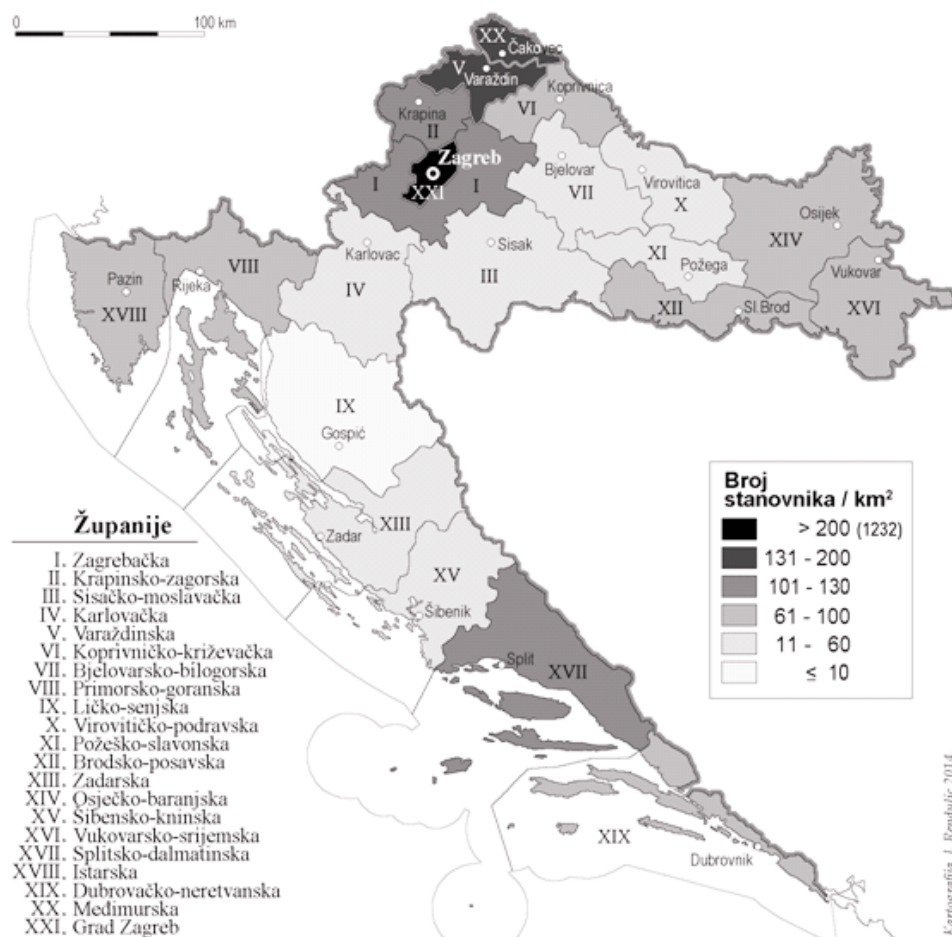 0 100 km
XX
Čakovec
V
Varaždin
Koprivnica
VI
Krapina
II
Zagreb
I
XXI
I
Bjelovar
VII
Virovitica
X
Osijek
XIV
Karlovac
IV
Sisak
III
XI
Požega
Vukovar
XVI
XII
Sl.Brod
Pazin
XVIII
Rijeka
VIII
IX
Gospić
XIII
Zadar
XV
Šibenik
Split
XVII
XIX
Dubrovnik
Broj
stanovnika / km²
> 200 (1232)
131 - 200
101 - 130
61 - 100
11 - 60
≤ 10
Županije
I. Zagrebačka
II. Krapinsko-zagorska
III. Sisačko-moslavačka
IV. Karlovačka
V. Varaždinska
VI. Koprivničko-križevačka
VII. Bjelovarsko-bilogorska
VIII. Primorsko-goranska
IX. Ličko-senjska
X. Virovitičko-podravska
XI. Požeško-slavonska
XII. Brodsko-posavska
XIII. Zadarska
XIV. Osječko-baranjska
XV. Šibensko-kninska
XVI. Vukovarsko-srijemska
XVII. Splitsko-dalmatinska
XVIII. Istarska
XIX. Dubrovačko-neretvanska
XX. Međimurska
XXI. Grad Zagreb
2014.